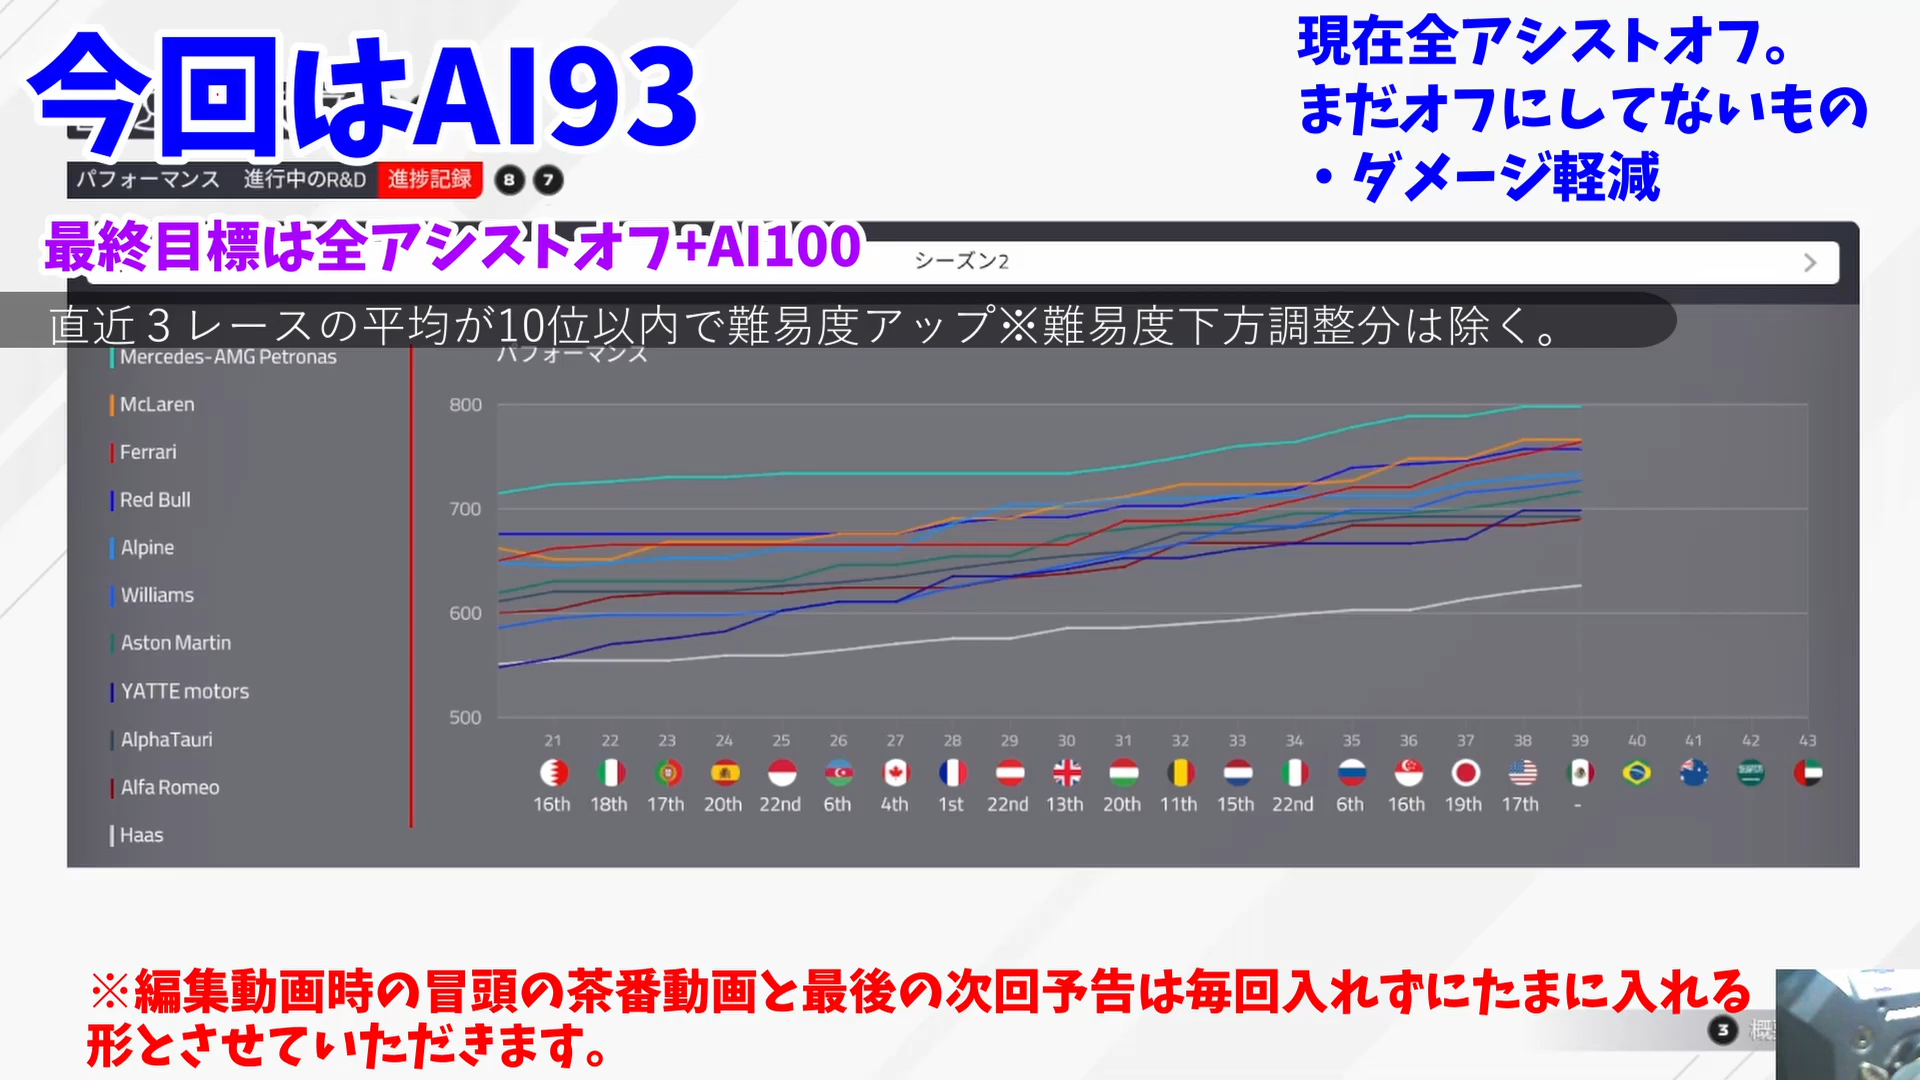 今回はAI93
現在全アシストオフ。
まだオフにしてないもの
・ダメージ軽減
パフォーマンス 進行中のR&D 進捗記録 8 7
最終目標は全アシストオフ+AI100
シーズン2
直近３レースの平均が10位以内で難易度アップ※難易度下方調整分は除く。
Mercedes-AMG Petronas
McLaren
Ferrari
Red Bull
Alpine
Williams
Aston Martin
YATTE motors
AlphaTauri
Alfa Romeo
Haas
パフォーマンス
800
700
600
500
21 22 23 24 25 26 27 28 29 30 31 32 33 34 35 36 37 38 39 40 41 42 43
16th 18th 17th 20th 22nd 6th 4th 1st 22nd 13th 20th 11th 15th 22nd 6th 16th 19th 17th -
※編集動画時の冒頭の茶番動画と最後の次回予告は毎回入れずにたまに入れる
形とさせていただきます。
3 概